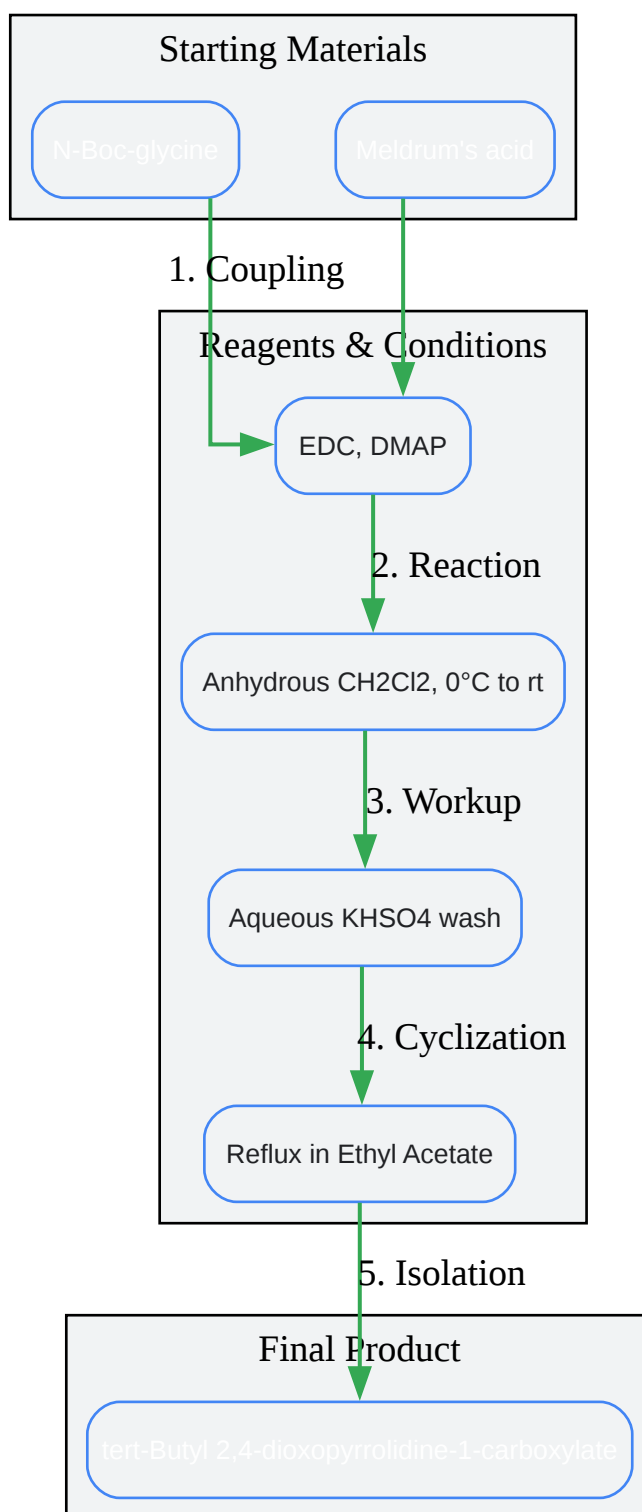 Starting Materials
N-Boc-glycine
Meldrum's acid
1. Coupling
Reagents & Conditions
EDC, DMAP
2. Reaction
Anhydrous CH2Cl2, 0°C to rt
3. Workup
Aqueous KHSO4 wash
4. Cyclization
Reflux in Ethyl Acetate
5. Isolation
Final Product
tert-Butyl 2,4-dioxopyrrolidine-1-carboxylate